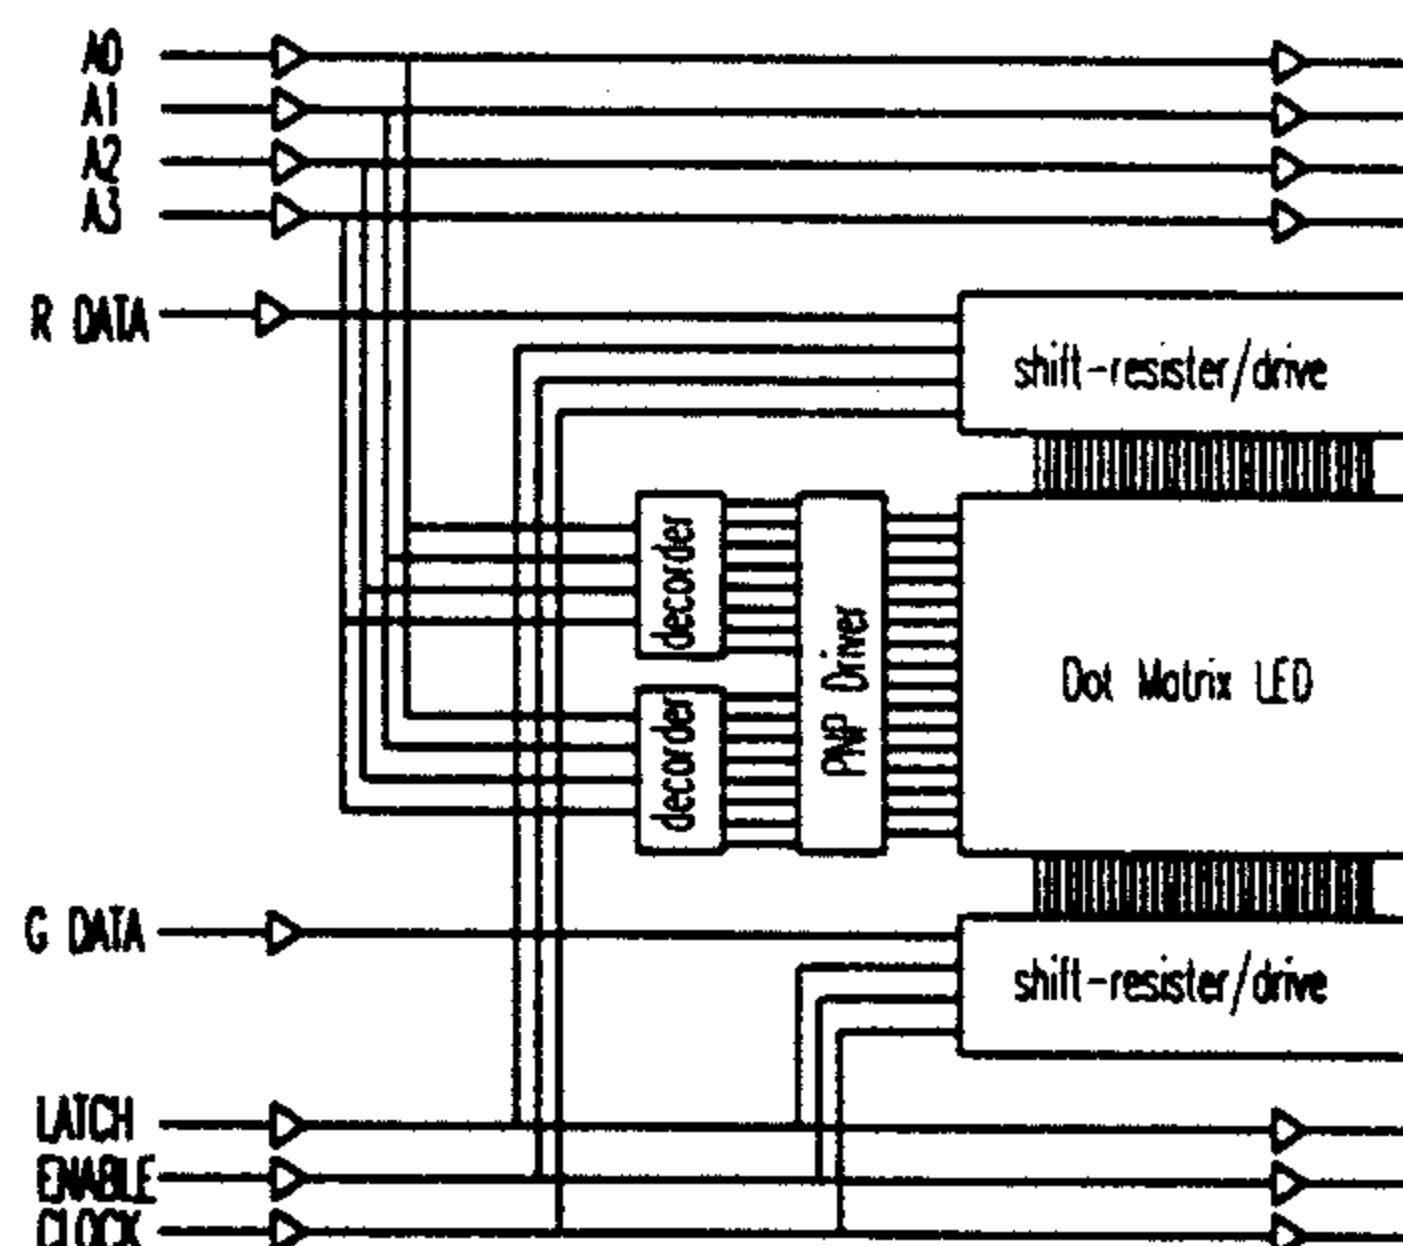 A0
A1
A2
A3
R DATA
shift-resister/drive
decorder
decorder
PNP Driver
Dot Matrix LED
G DATA
shift-resister/drive
LATCH
ENABLE
CLOCK